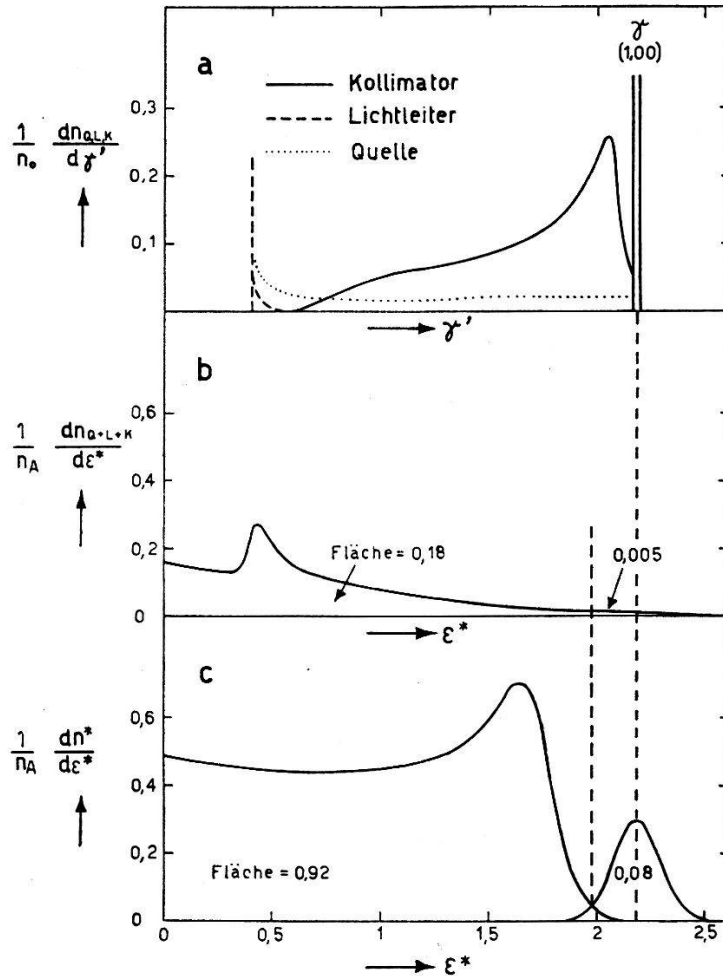 γ
(1,00)
a
Kollimator
Lichtleiter
Quelle
1/n₀ dn_Q,L,K/dγ'
0,3
0,2
0,1
γ'
b
1/n_A dn_Q+L+K/dε*
0,6
0,4
0,2
0
Fläche = 0,18
0,005
ε*
c
1/n_A dn*/dε*
0,6
0,4
0,2
0
Fläche = 0,92
0,08
0 0,5 1 1,5 2 2,5
ε*